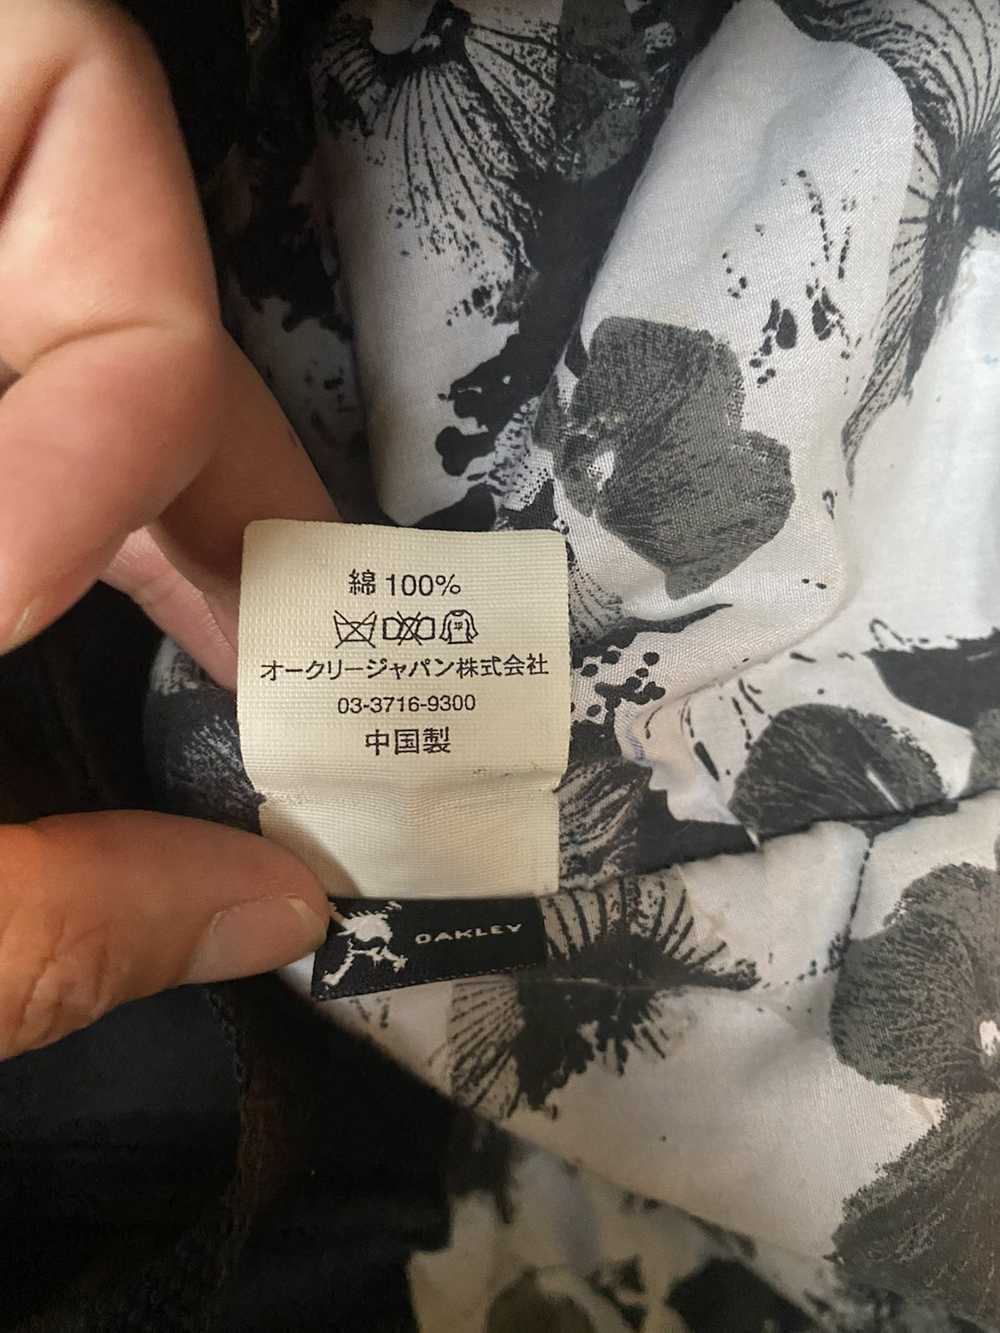 綿 100%
オークリージャパン株式会社
03-3716-9300
中国製
OAKLEY